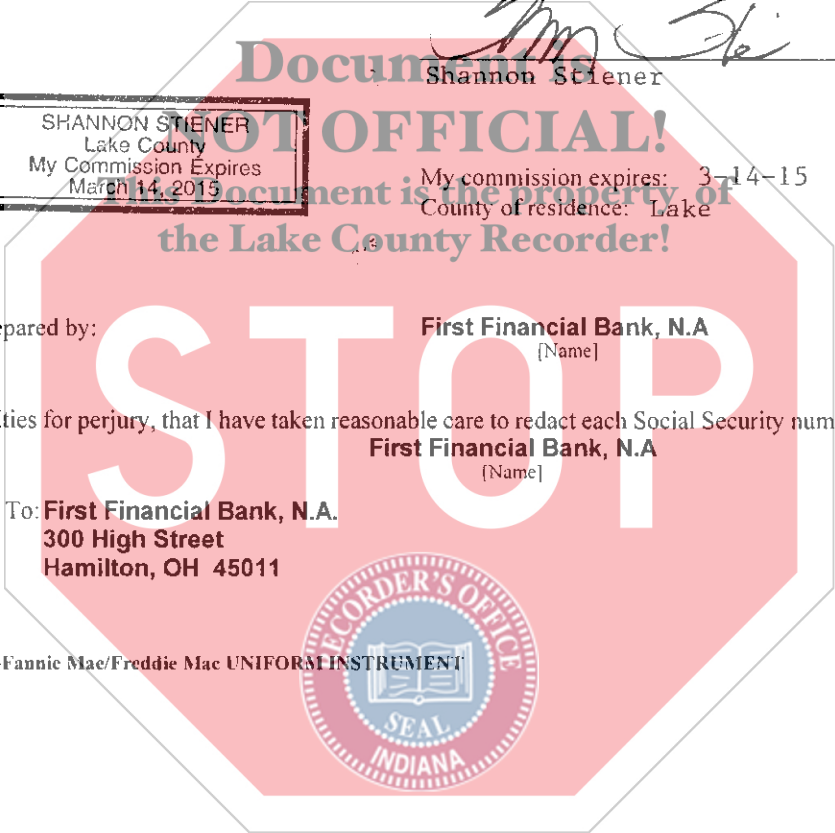 Document is
Shannon Stiener
NOT OFFICIAL!
SHANNON STIENER
Lake County
My Commission Expires
March 14, 2015
My commission expires: 3-14-15
This Document is the property of
County of residence: Lake
the Lake County Recorder!
STOP
epared by:
First Financial Bank, N.A
[Name]
ties for perjury, that I have taken reasonable care to redact each Social Security num
First Financial Bank, N.A
[Name]
To: First Financial Bank, N.A.
300 High Street
Hamilton, OH 45011
-Fannie Mae/Freddie Mac UNIFORM INSTRUMENT
RECORDER'S OFFICE
SEAL
INDIANA